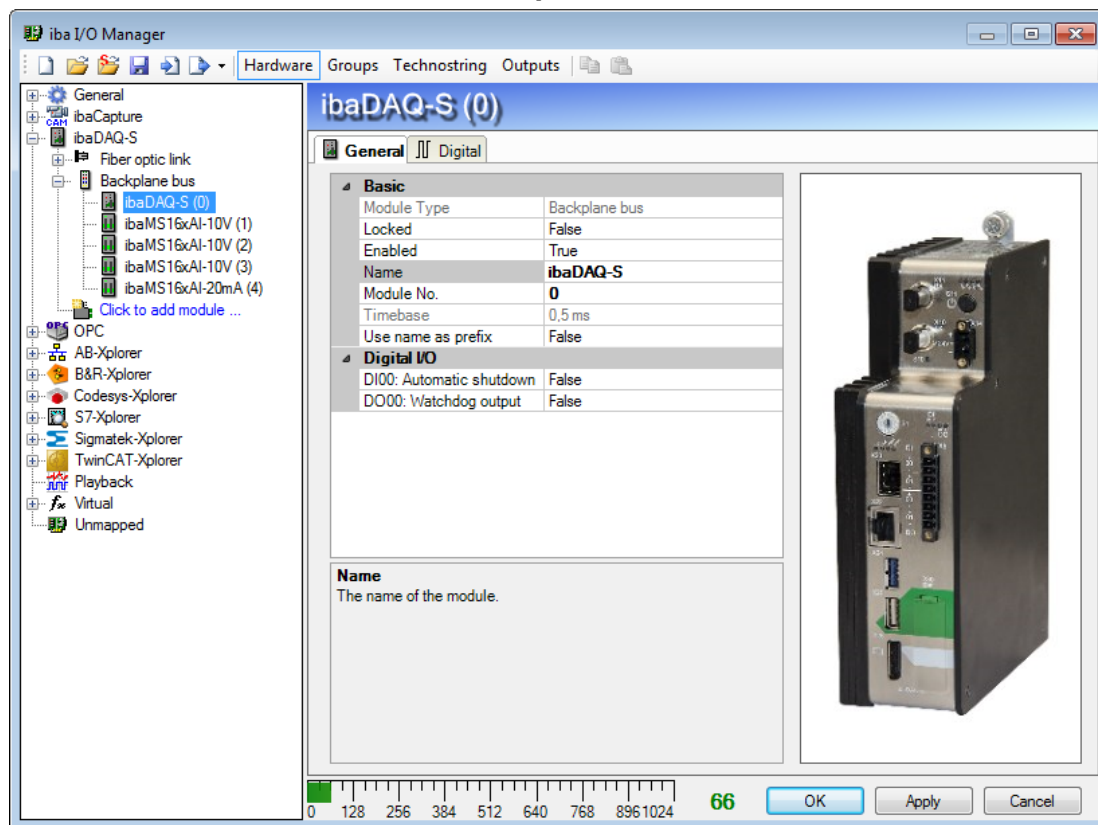 iba I/O Manager
Hardware Groups Technostring Outputs
General
ibaCapture
CAM
ibaDAQ-S
Fiber optic link
Backplane bus
ibaDAQ-S (0)
ibaMS16xAI-10V (1)
ibaMS16xAI-10V (2)
ibaMS16xAI-10V (3)
ibaMS16xAI-20mA (4)
Click to add module ...
OPC
OPC
AB-Xplorer
B&R-Xplorer
Codesys-Xplorer
S7-Xplorer
Sigmatek-Xplorer
TwinCAT-Xplorer
Playback
Virtual
Unmapped
ibaDAQ-S (0)
General Digital
Basic
Module Type Backplane bus
Locked False
Enabled True
Name ibaDAQ-S
Module No. 0
Timebase 0,5 ms
Use name as prefix False
Digital I/O
DI00: Automatic shutdown False
DO00: Watchdog output False
Name
The name of the module.
0 128 256 384 512 640 768 896 1024
66
OK Apply Cancel